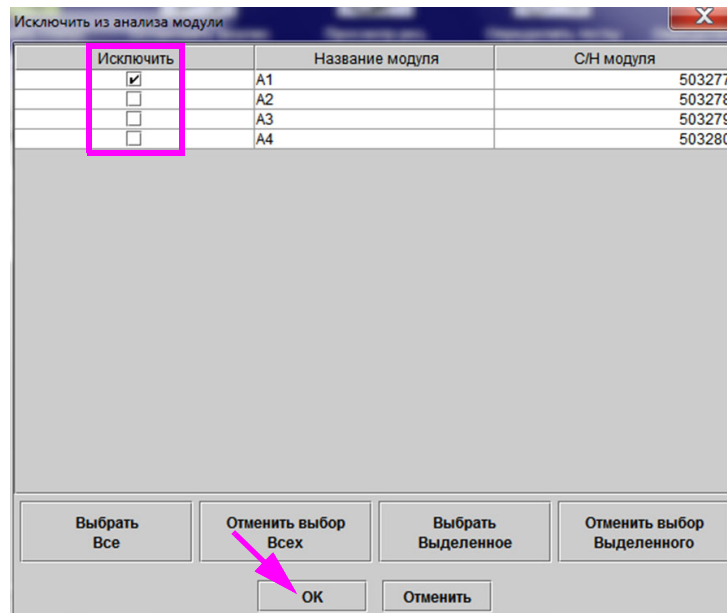 Исключить из анализа модули
Исключить Название модуля С/Н модуля
A1 503277
A2 503278
A3 503279
A4 503280
Выбрать Все
Отменить выбор Всех
Выбрать Выделенное
Отменить выбор Выделенного
OK Отменить